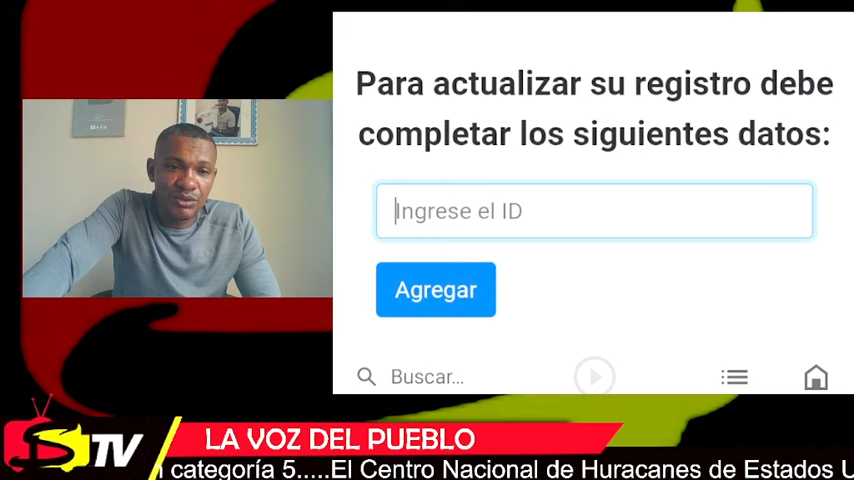 Para actualizar su registro debe
completar los siguientes datos:
Ingrese el ID
Agregar
Buscar...
STV
LA VOZ DEL PUEBLO
categoría 5.....El Centro Nacional de Huracanes de Estados U